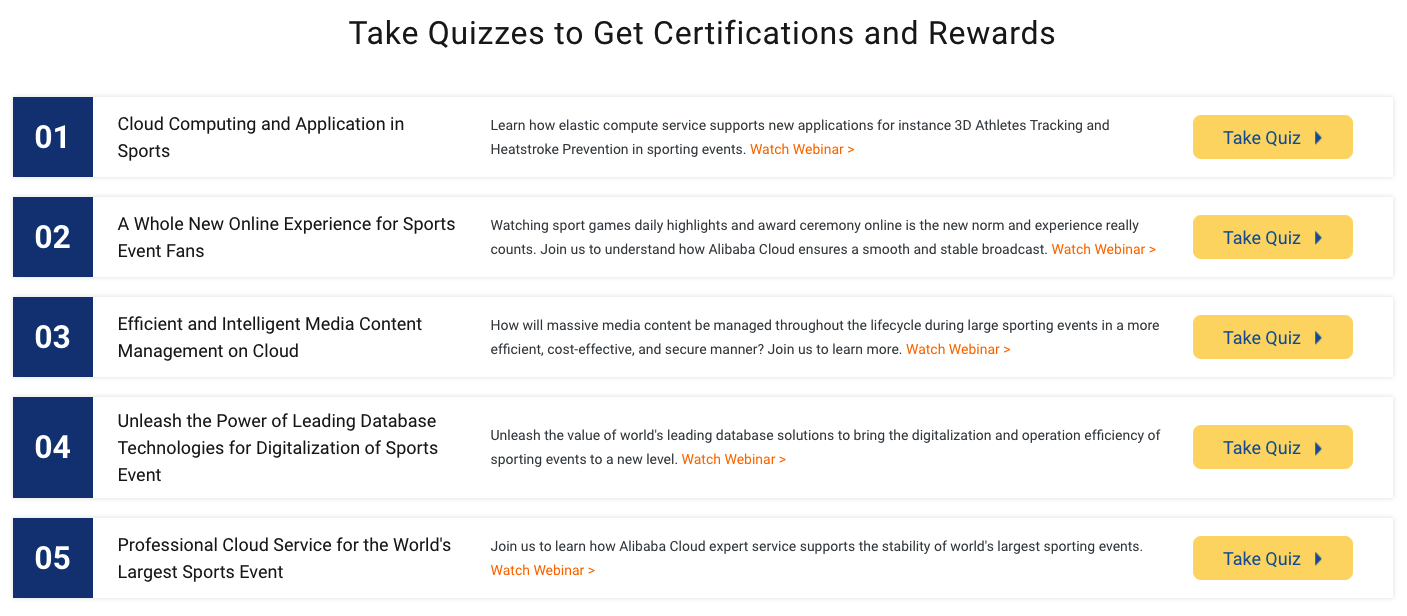 Take Quizzes to Get Certifications and Rewards
01
Cloud Computing and Application in
Sports
Learn how elastic compute service supports new applications for instance 3D Athletes Tracking and
Heatstroke Prevention in sporting events. Watch Webinar >
Take Quiz
02
A Whole New Online Experience for Sports
Event Fans
Watching sport games daily highlights and award ceremony online is the new norm and experience really
counts. Join us to understand how Alibaba Cloud ensures a smooth and stable broadcast. Watch Webinar >
Take Quiz
03
Efficient and Intelligent Media Content
Management on Cloud
How will massive media content be managed throughout the lifecycle during large sporting events in a more
efficient, cost-effective, and secure manner? Join us to learn more. Watch Webinar >
Take Quiz
04
Unleash the Power of Leading Database
Technologies for Digitalization of Sports
Event
Unleash the value of world's leading database solutions to bring the digitalization and operation efficiency of
sporting events to a new level. Watch Webinar >
Take Quiz
05
Professional Cloud Service for the World's
Largest Sports Event
Join us to learn how Alibaba Cloud expert service supports the stability of world's largest sporting events.
Watch Webinar >
Take Quiz